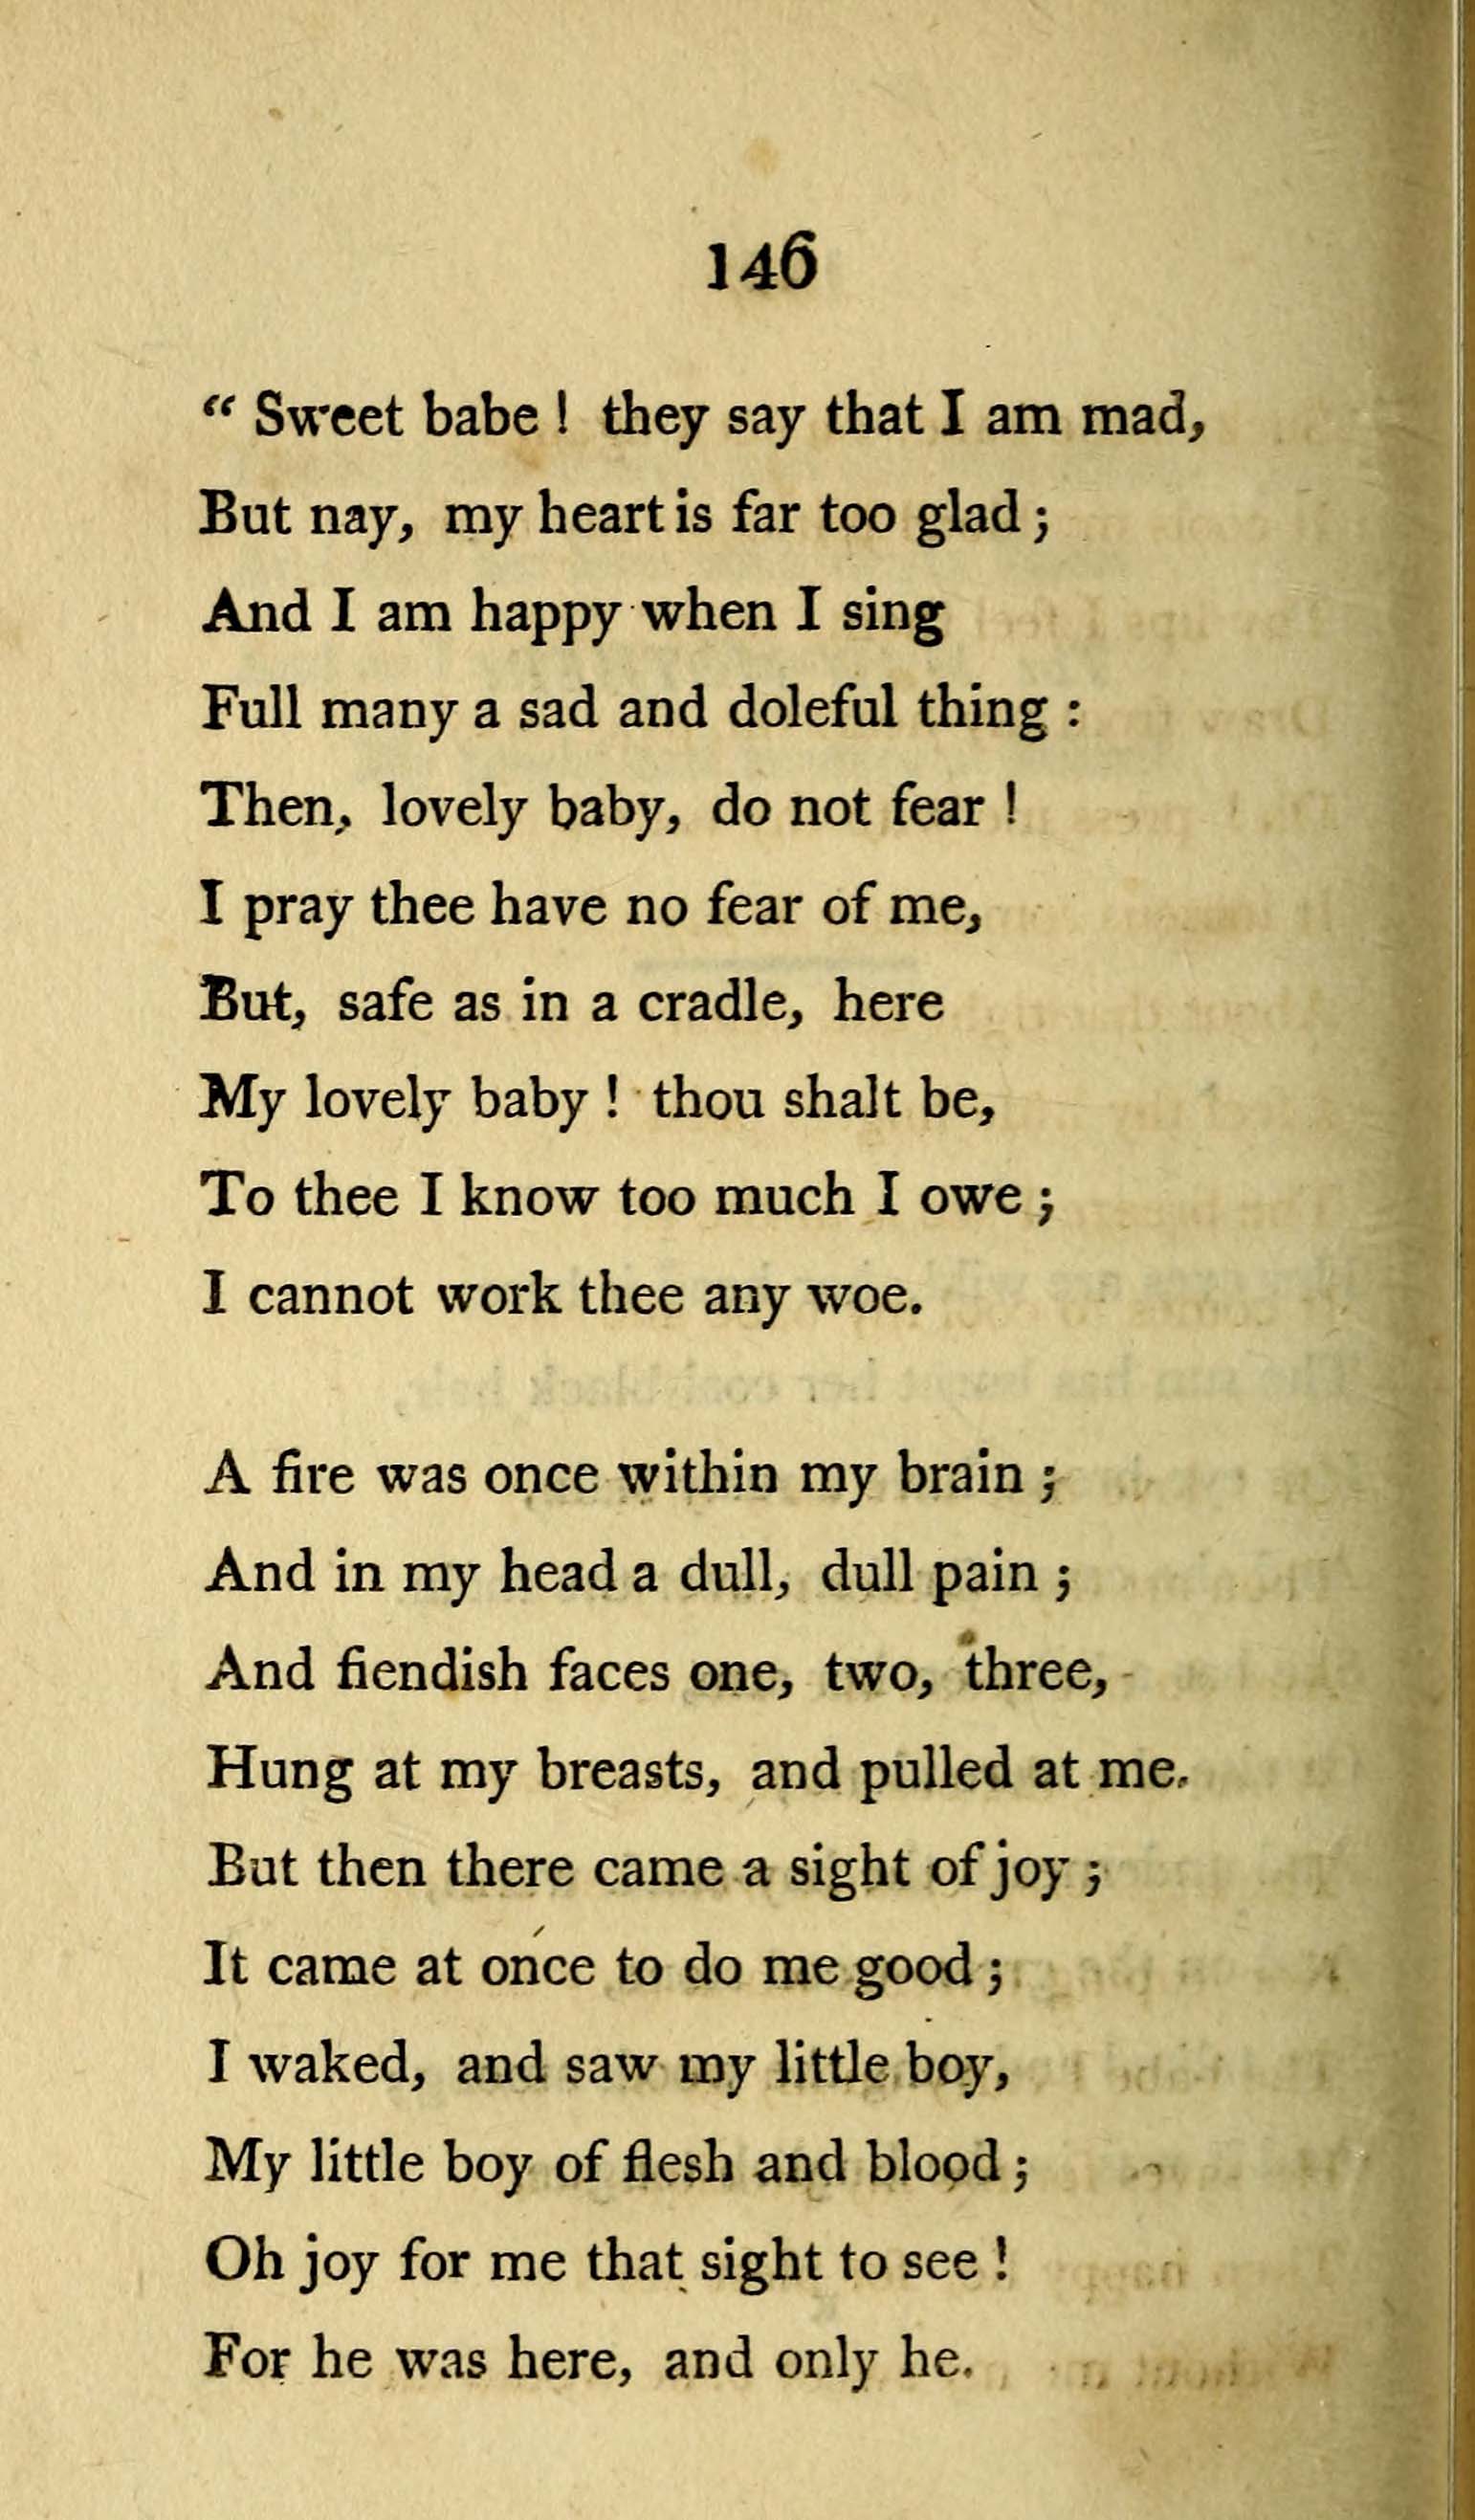 146
“ Sweet babe ! they say that I am mad,
But nay, my heart is far too glad ;
And I am happy when I sing
Full many a sad and doleful thing :
Then, lovely baby, do not fear !
I pray thee have no fear of me,
But, safe as in a cradle, here
My lovely baby ! thou shalt be,
To thee I know too much I owe ;
I cannot work thee any woe.
A fire was once within my brain ;
And in my head a dull, dull pain ;
And fiendish faces one, two, three,
Hung at my breasts, and pulled at me.
But then there came a sight of joy ;
It came at once to do me good ;
I waked, and saw my little boy,
My little boy of flesh and blood ;
Oh joy for me that sight to see !
For he was here, and only he.